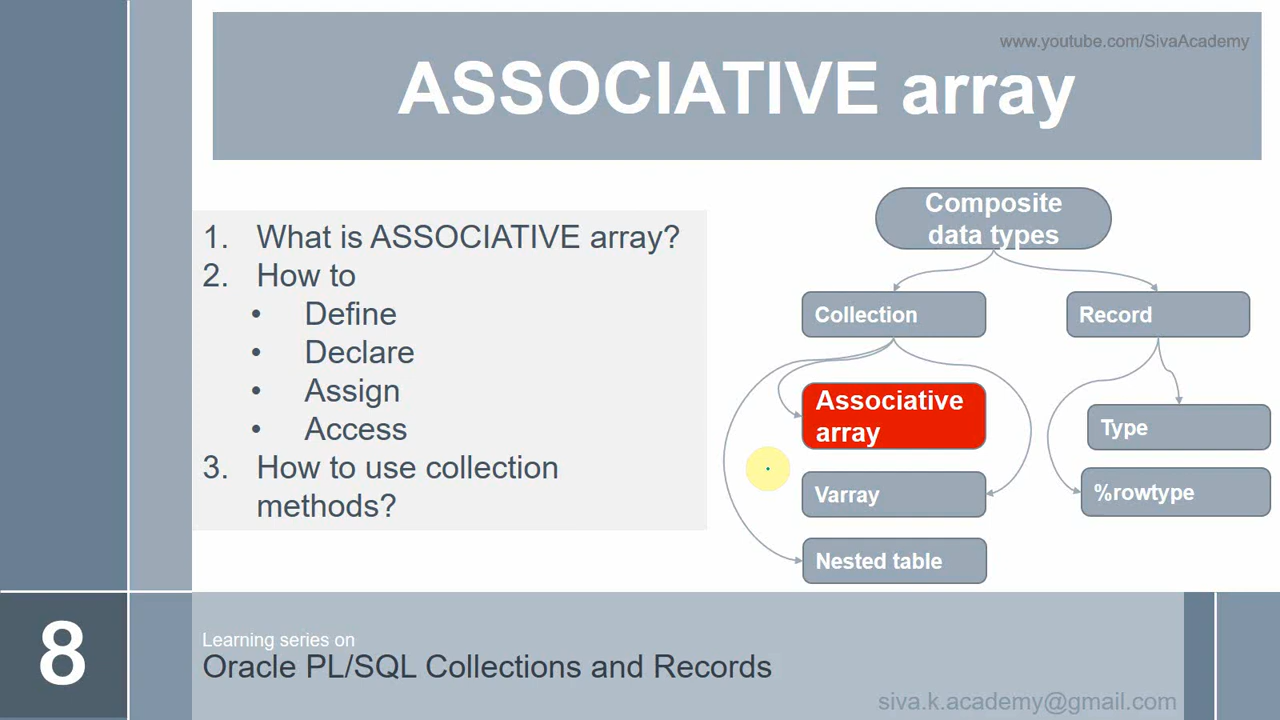 www.youtube.com/SivaAcademy
ASSOCIATIVE array
1. What is ASSOCIATIVE array?
2. How to
• Define
• Declare
• Assign
• Access
3. How to use collection
methods?
Composite
data types
Collection
Record
Associative
array
Type
Varray
%rowtype
Nested table
8
Learning series on
Oracle PL/SQL Collections and Records
siva.k.academy@gmail.com